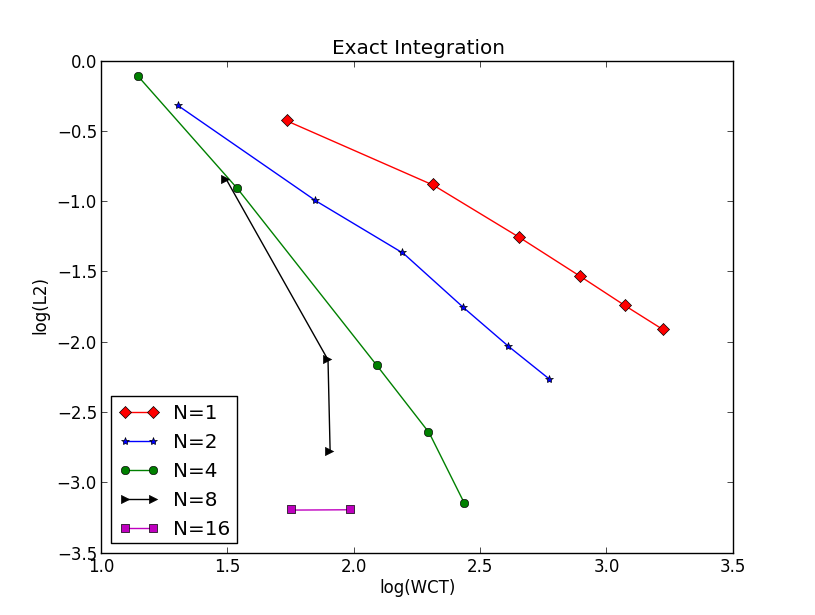 Exact Integration
0.0
−0.5
−1.0
−1.5
−2.0
−2.5
−3.0
−3.5
log(L2)
N=1
N=2
N=4
N=8
N=16
1.0 1.5 2.0 2.5 3.0 3.5
log(WCT)